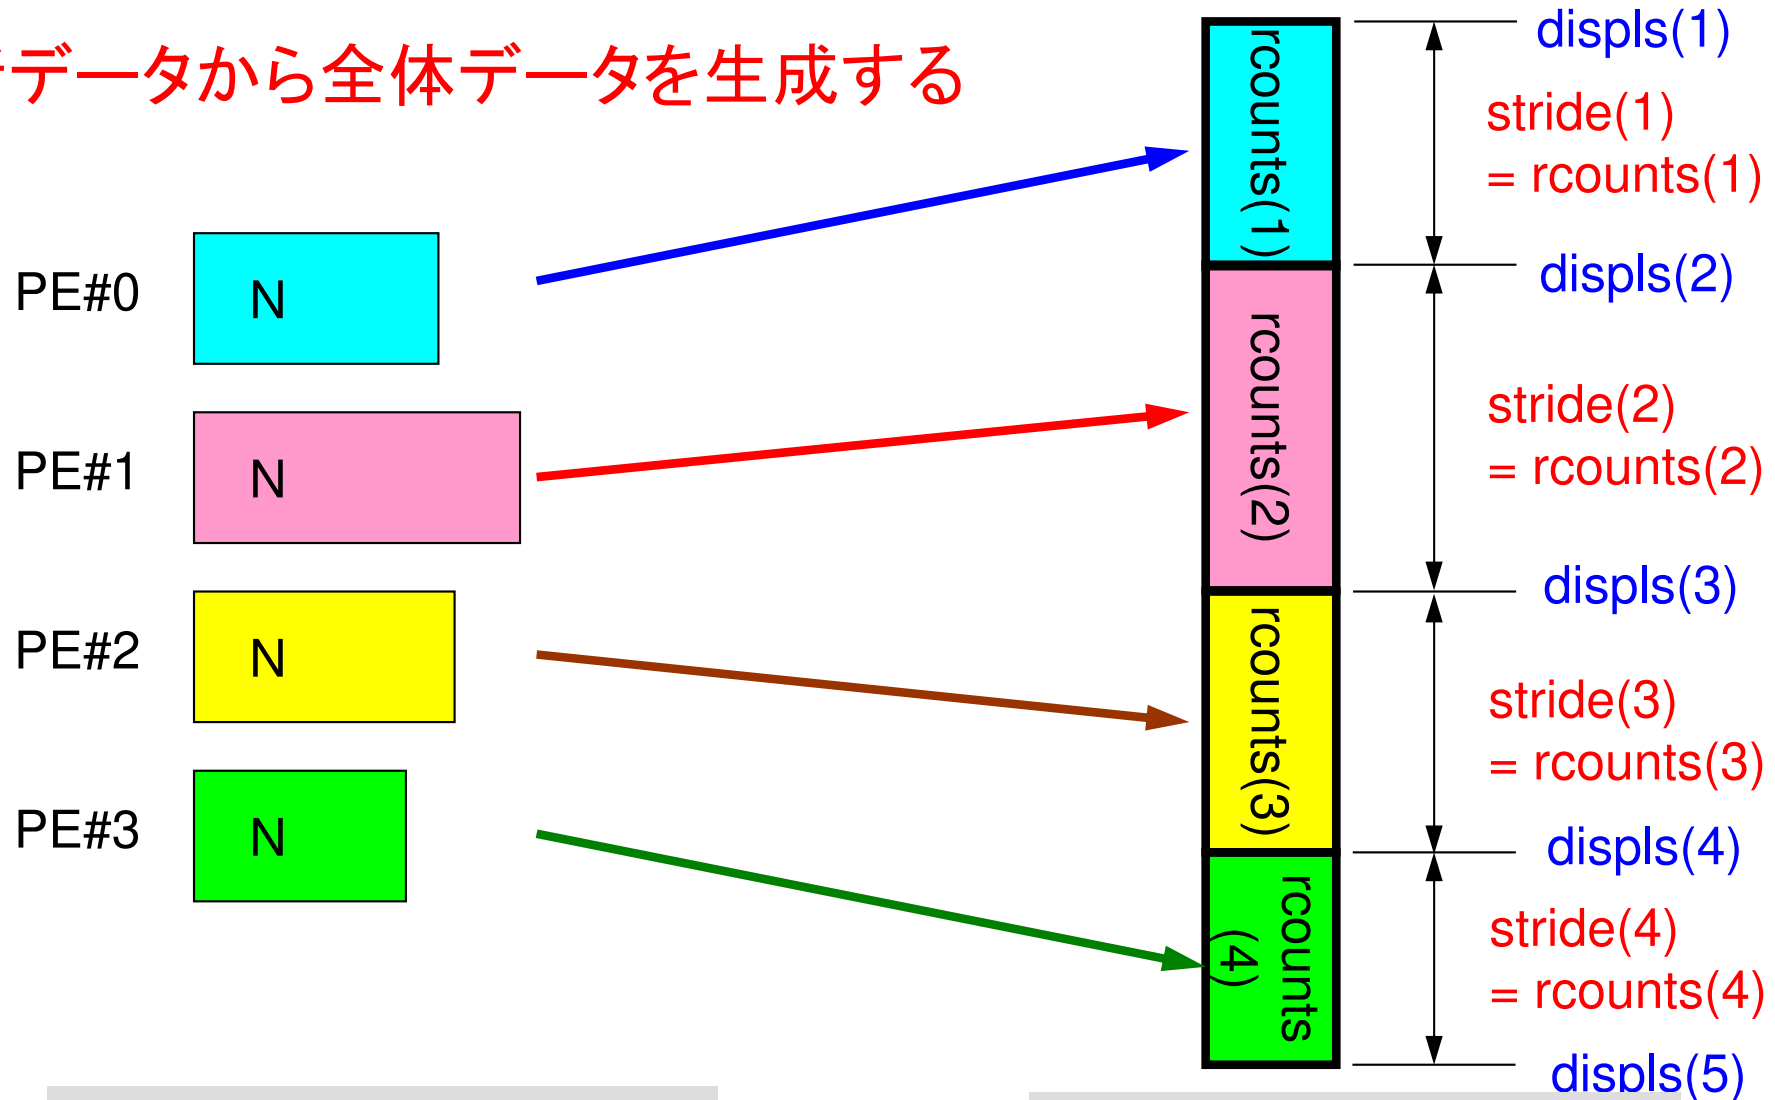 データから全体データを生成する
PE#0
N
PE#1
N
PE#2
N
PE#3
N
rcounts(1)
rcounts(2)
rcounts(3)
rcounts
(4)
displs(1)
stride(1)
= rcounts(1)
displs(2)
stride(2)
= rcounts(2)
displs(3)
stride(3)
= rcounts(3)
displs(4)
stride(4)
= rcounts(4)
displs(5)